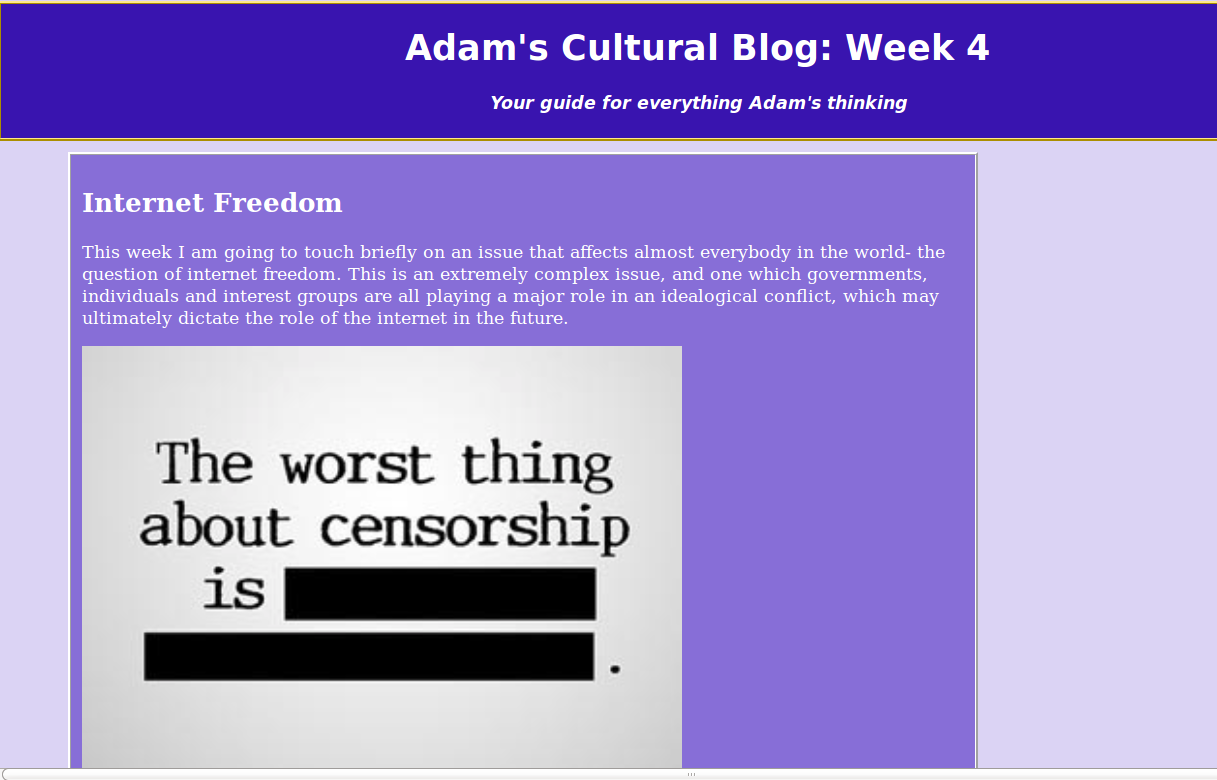 Adam's Cultural Blog: Week 4
Your guide for everything Adam's thinking
Internet Freedom
This week I am going to touch briefly on an issue that affects almost everybody in the world- the
question of internet freedom. This is an extremely complex issue, and one which governments,
individuals and interest groups are all playing a major role in an idealogical conflict, which may
ultimately dictate the role of the internet in the future.
The worst thing
about censorship
is
.